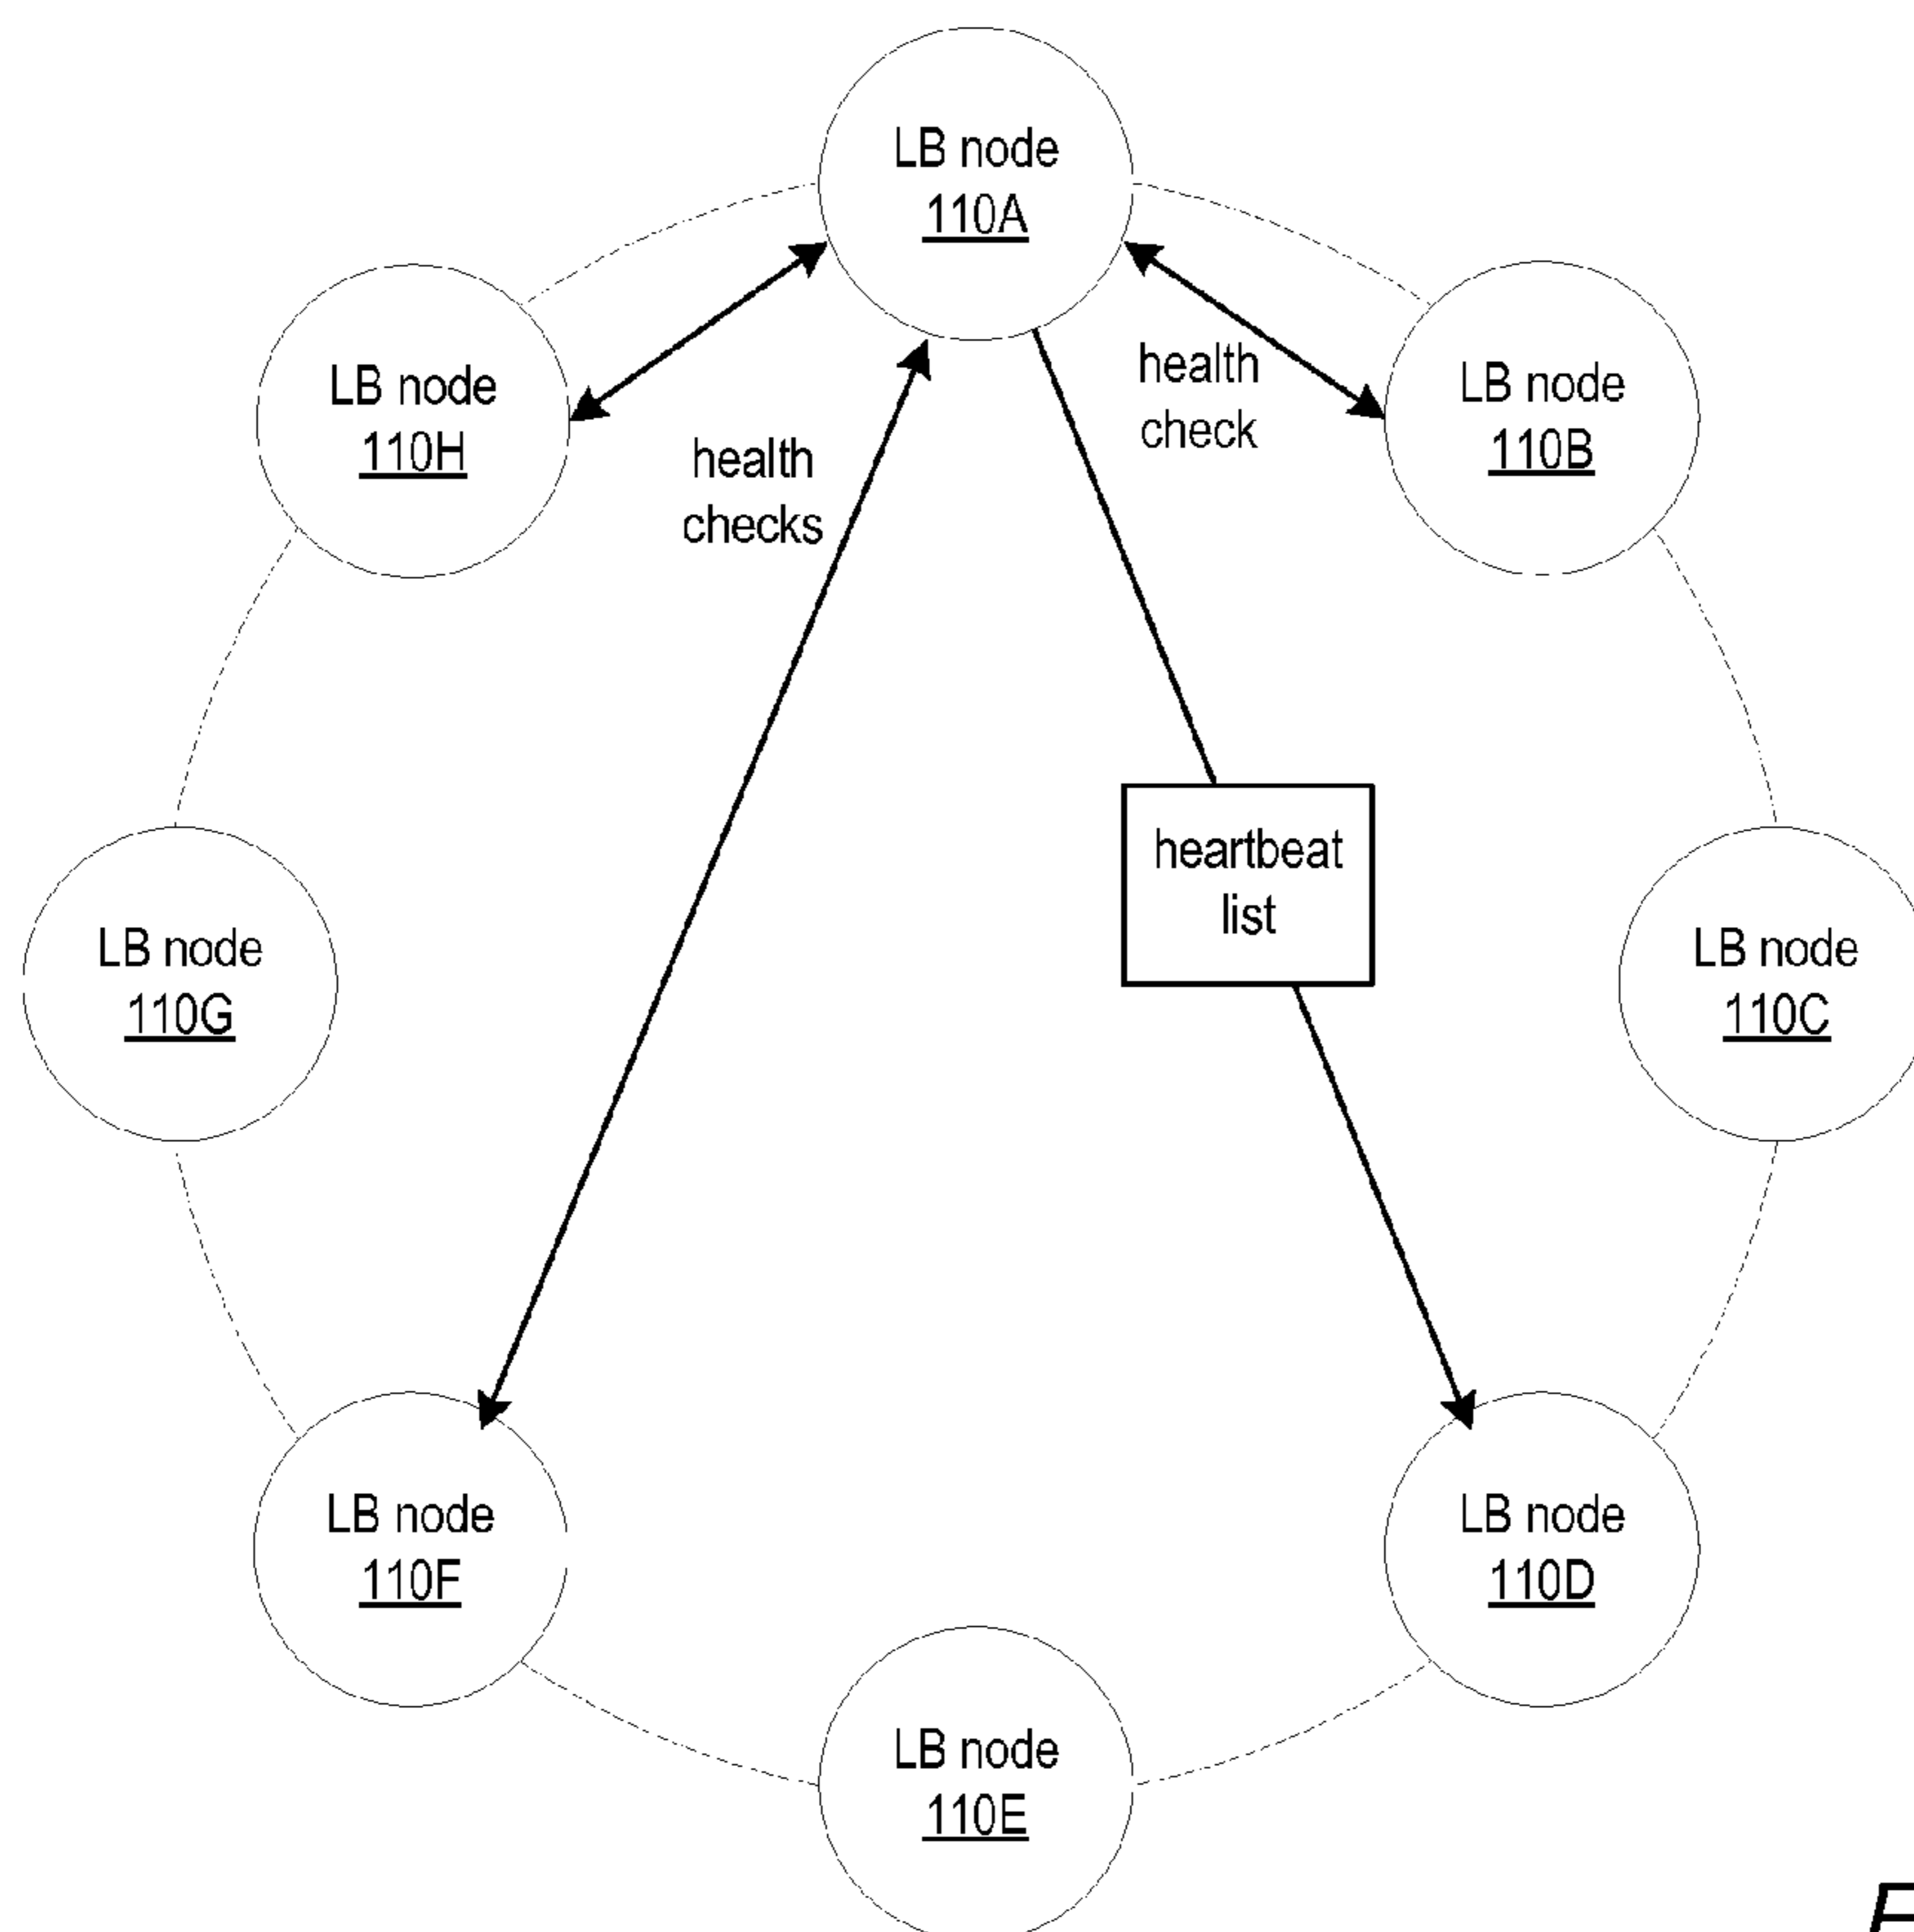 LB node
110A
LB node
110H
health
check
LB node
110B
health
checks
heartbeat
list
LB node
110G
LB node
110C
LB node
110F
LB node
110D
LB node
110E